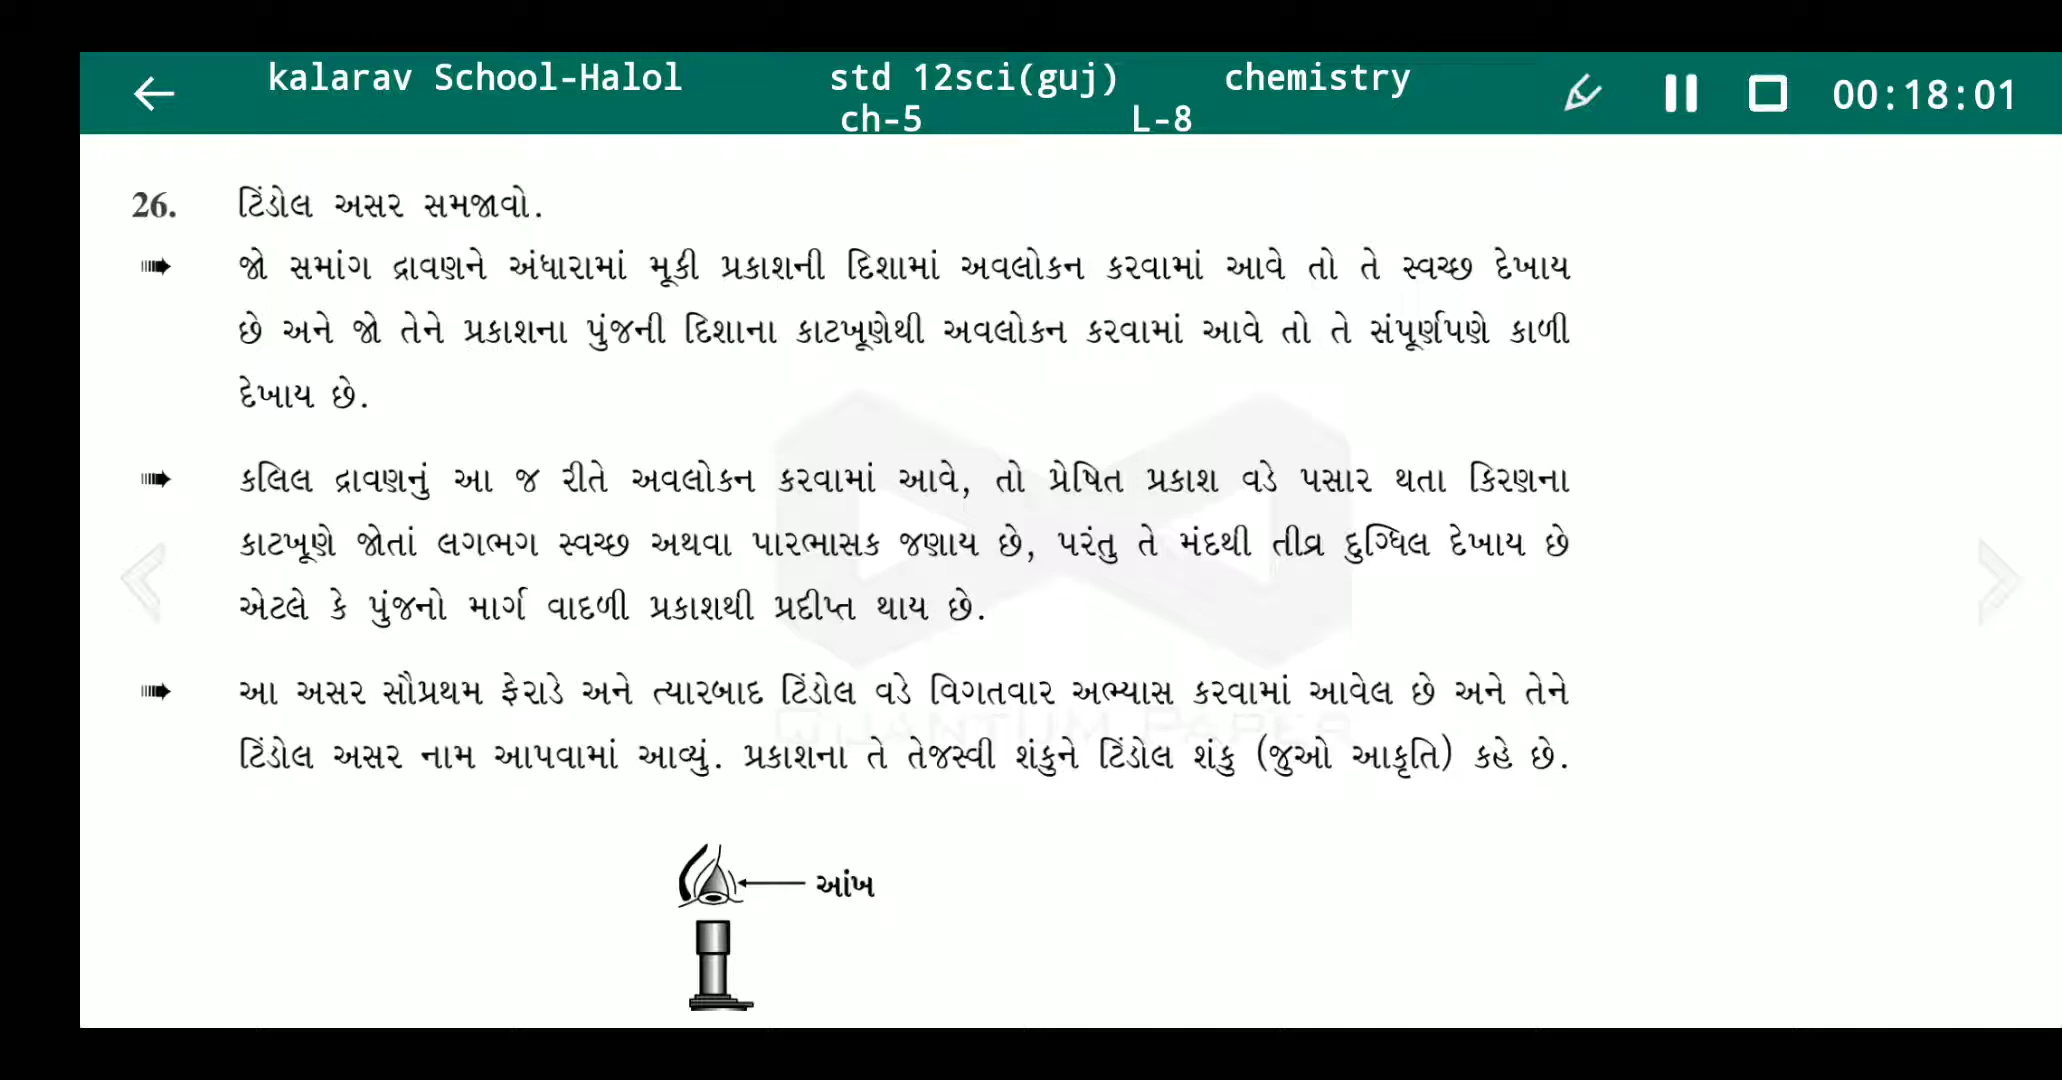 kalarav School-Halol std 12sci(guj) chemistry
ch-5 L-8
00:18:01
26. ટિંડોલ અસર સમજાવો.
જો સમાંગ દ્રાવણને અંધારામાં મૂકી પ્રકાશની દિશામાં અવલોકન કરવામાં આવે તો તે સ્વચ્છ દેખાય
છે અને જો તેને પ્રકાશના પુંજની દિશાના કાટખૂણેથી અવલોકન કરવામાં આવે તો તે સંપૂર્ણપણે કાળી
દેખાય છે.
કલિલ દ્રાવણનું આ જ રીતે અવલોકન કરવામાં આવે, તો પ્રેષિત પ્રકાશ વડે પસાર થતા કિરણના
કાટખૂણે જોતાં લગભગ સ્વચ્છ અથવા પારભાસક જણાય છે, પરંતુ તે મંદથી તીવ્ર દુગ્ધિલ દેખાય છે
એટલે કે પુંજનો માર્ગ વાદળી પ્રકાશથી પ્રદીપ્ત થાય છે.
આ અસર સૌપ્રથમ ફેરાડે અને ત્યારબાદ ટિંડોલ વડે વિગતવાર અભ્યાસ કરવામાં આવેલ છે અને તેને
ટિંડોલ અસર નામ આપવામાં આવ્યું. પ્રકાશના તે તેજસ્વી શંકુને ટિંડોલ શંકુ (જુઓ આકૃતિ) કહે છે.
QUANTUM PAPER
આંખ